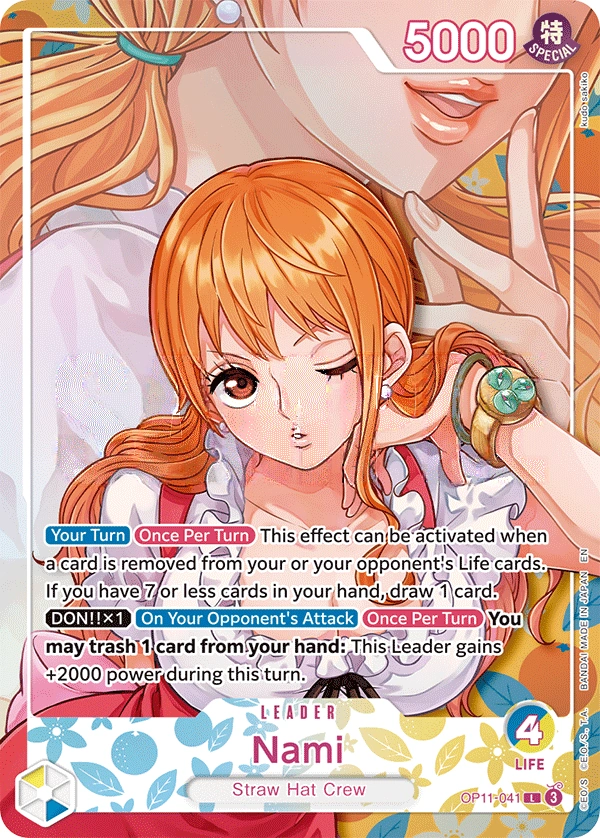 5000
特
SPECIAL
kudo sakiko
Your Turn Once Per Turn This effect can be activated when
a card is removed from your or your opponent's Life cards.
If you have 7 or less cards in your hand, draw 1 card.
DON!!×1 On Your Opponent's Attack Once Per Turn You
may trash 1 card from your hand: This Leader gains
+2000 power during this turn.
LEADER
Nami
Straw Hat Crew
4
LIFE
OP11-041 L 3
©E.O/S ©E.O./S.,T.A BANDAI MADE IN JAPAN EN